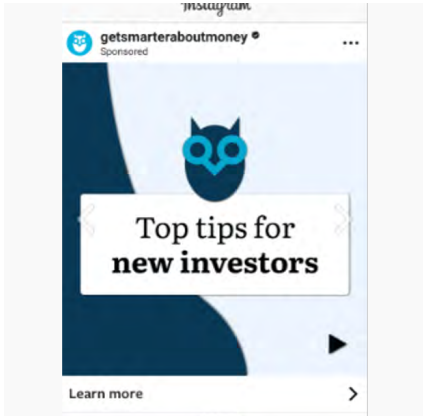 Instagram
getsmarteraboutmoney
Sponsored
Top tips for
new investors
Learn more